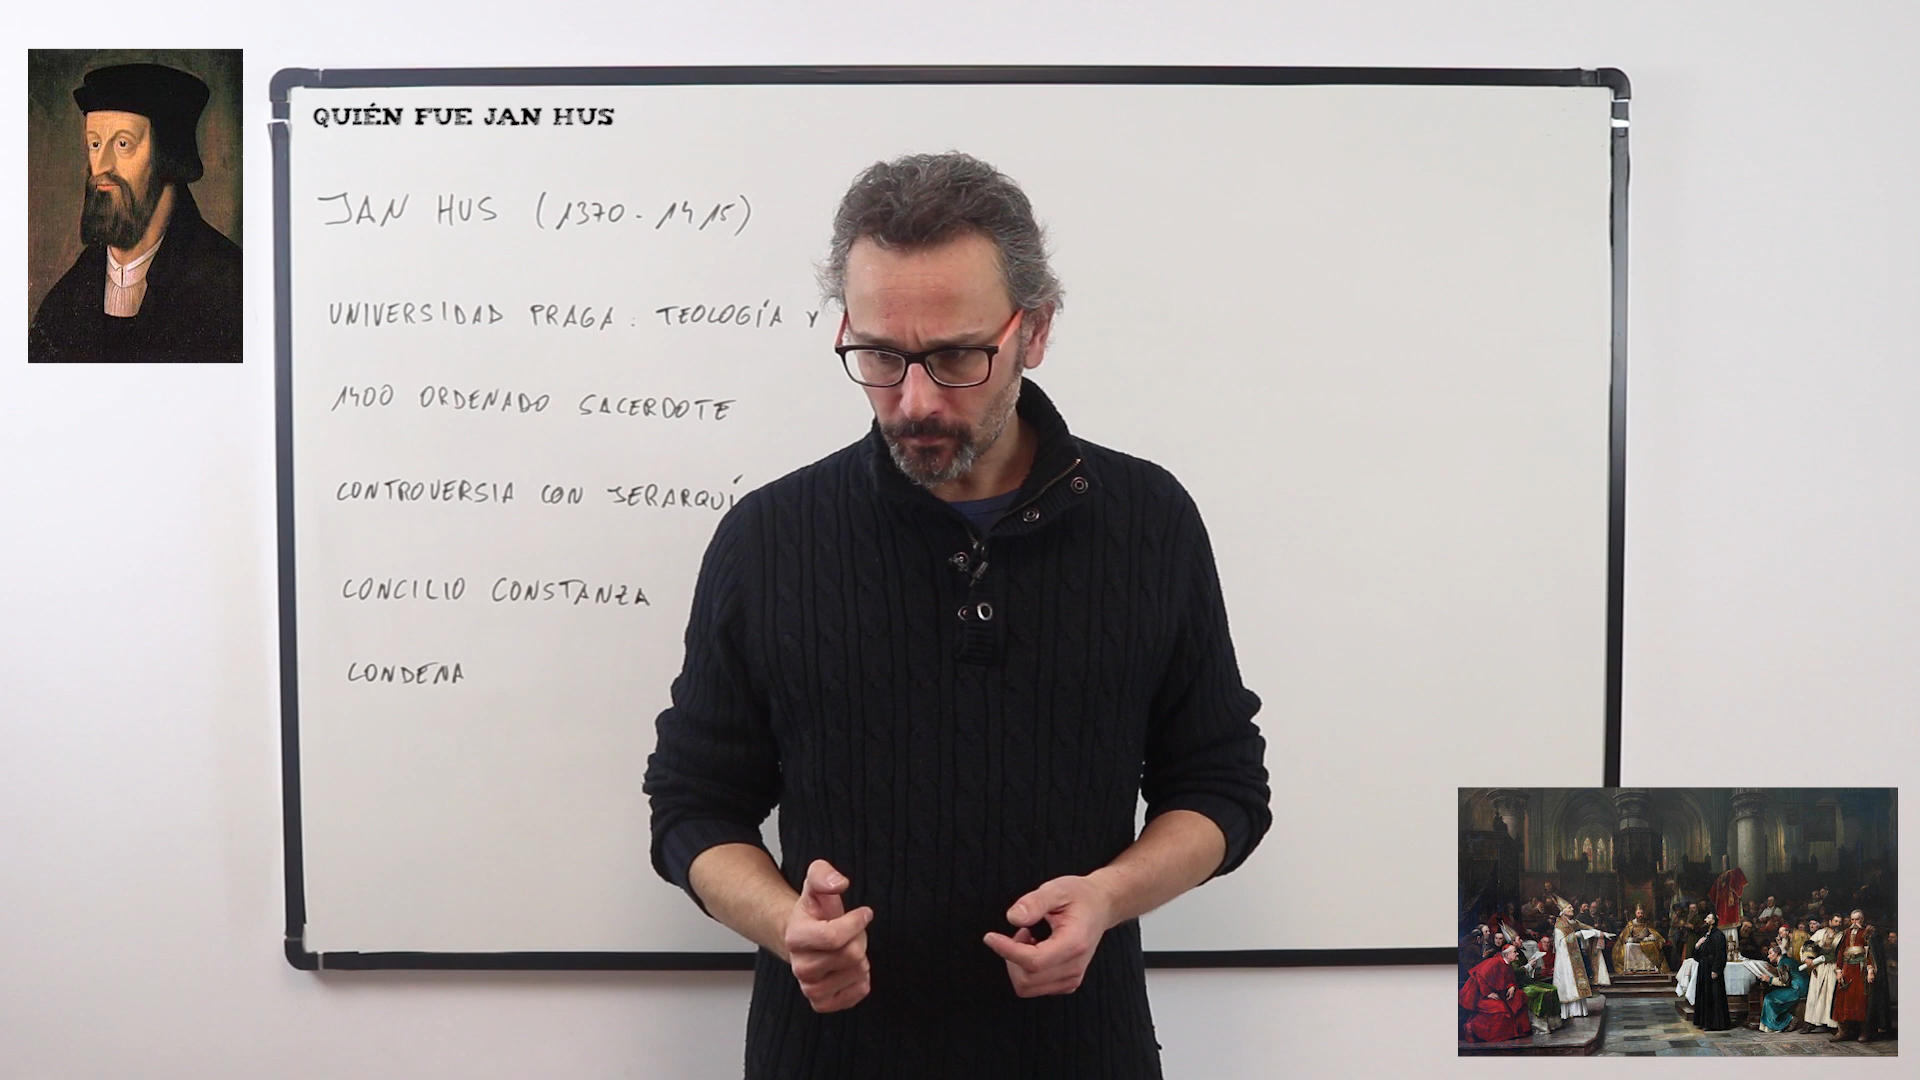 QUIÉN FUE JAN HUS
JAN HUS (1370-1415)
UNIVERSIDAD PRAGA: TEOLOGÍA Y
1400 ORDENADO SACERDOTE
CONTROVERSIA CON JERARQUÍ
CONCILIO CONSTANZA
CONDENA